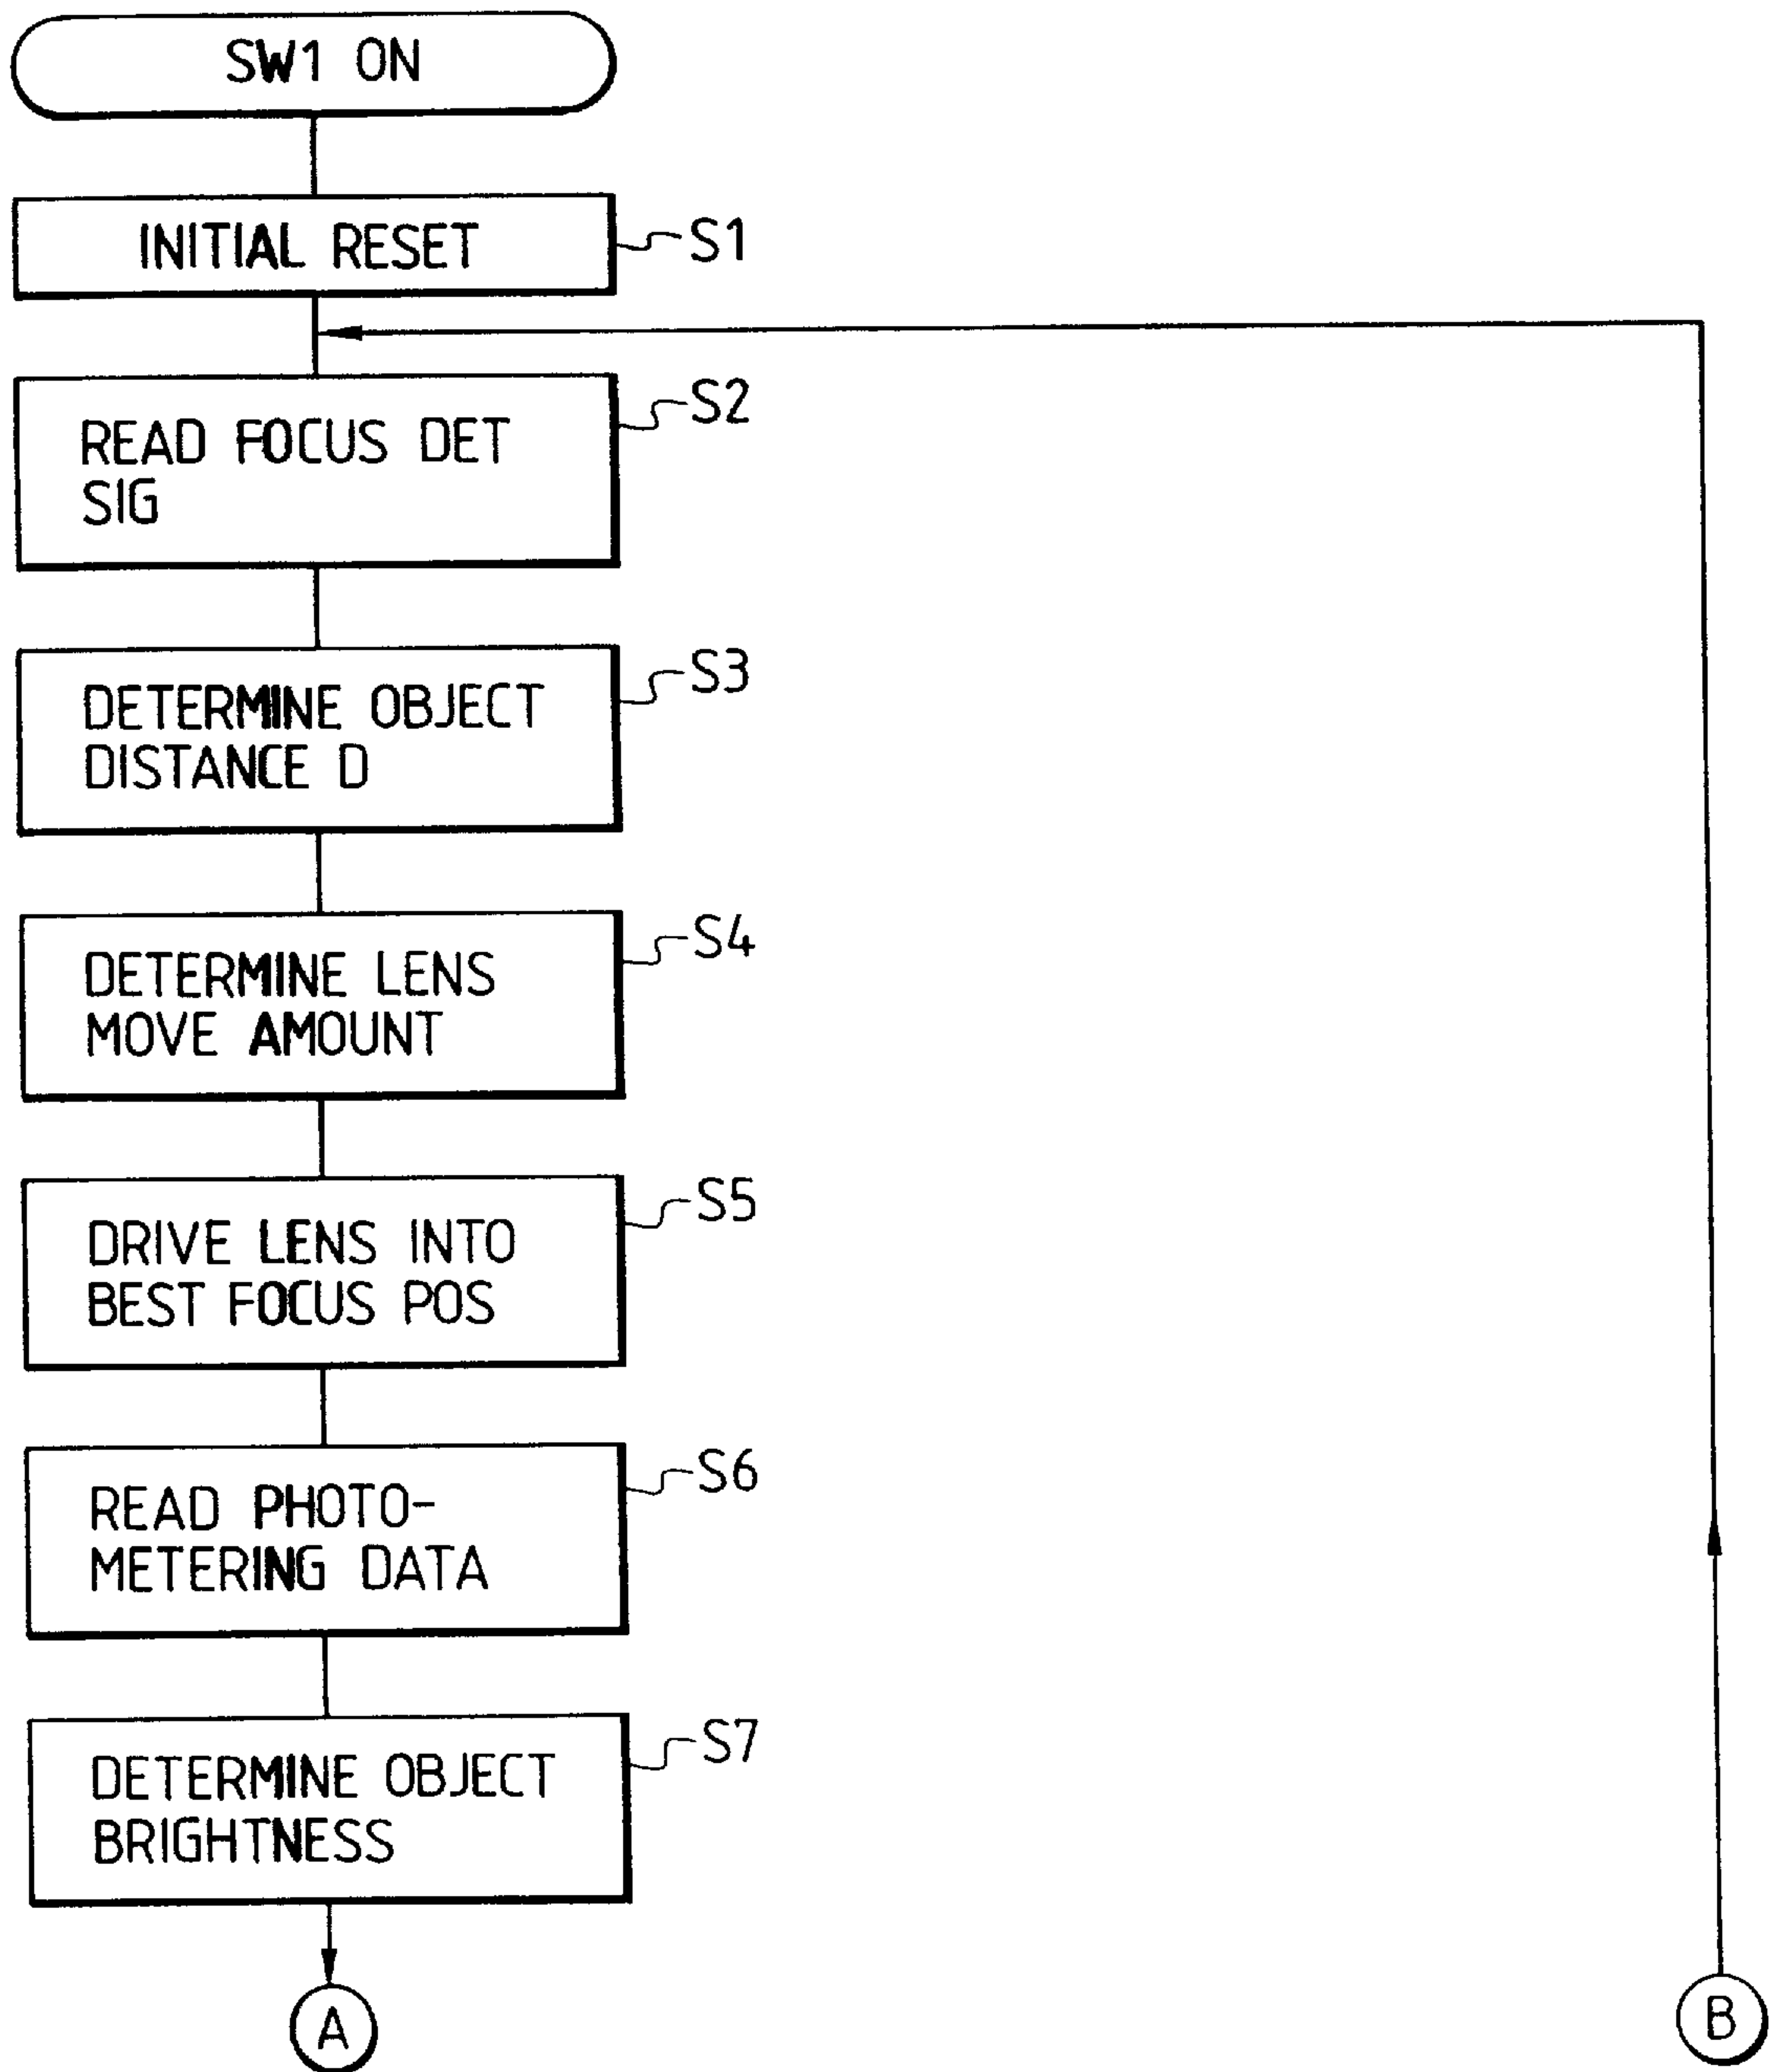 SW1 ON
INITIAL RESET
S1
READ FOCUS DET
SIG
S2
DETERMINE OBJECT
DISTANCE D
S3
DETERMINE LENS
MOVE AMOUNT
S4
DRIVE LENS INTO
BEST FOCUS POS
S5
READ PHOTO-
METERING DATA
S6
DETERMINE OBJECT
BRIGHTNESS
S7
A
B